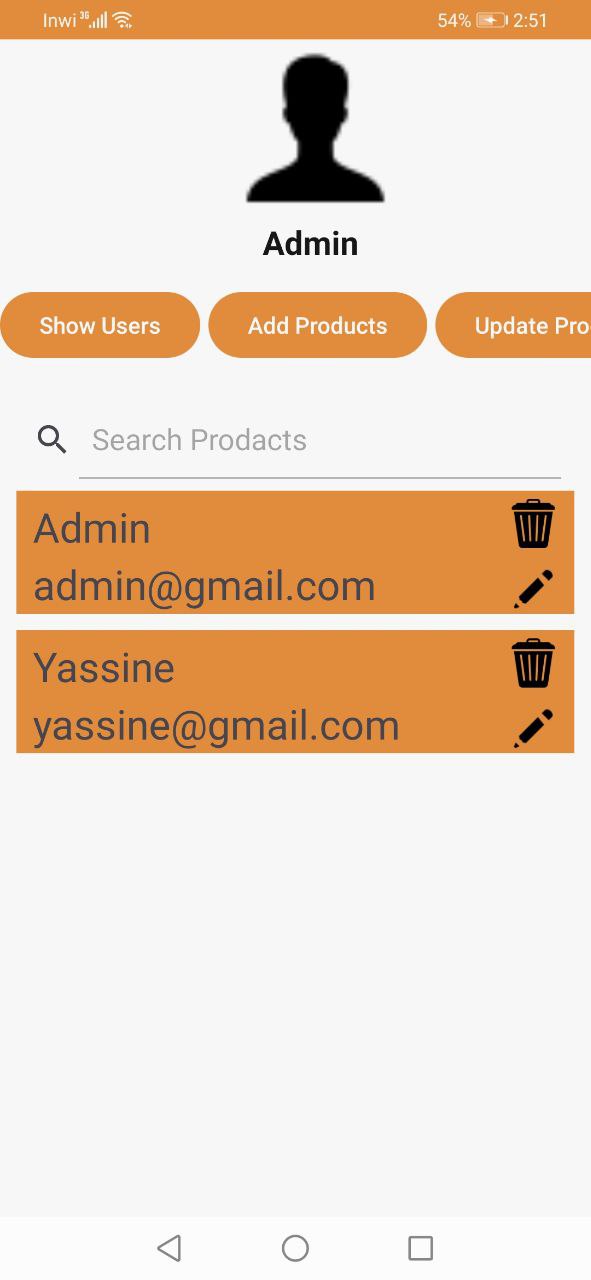 Inwi 3G 54% 2:51
Admin
Show Users Add Products Update Pro
Search Prodacts
Admin
admin@gmail.com
Yassine
yassine@gmail.com